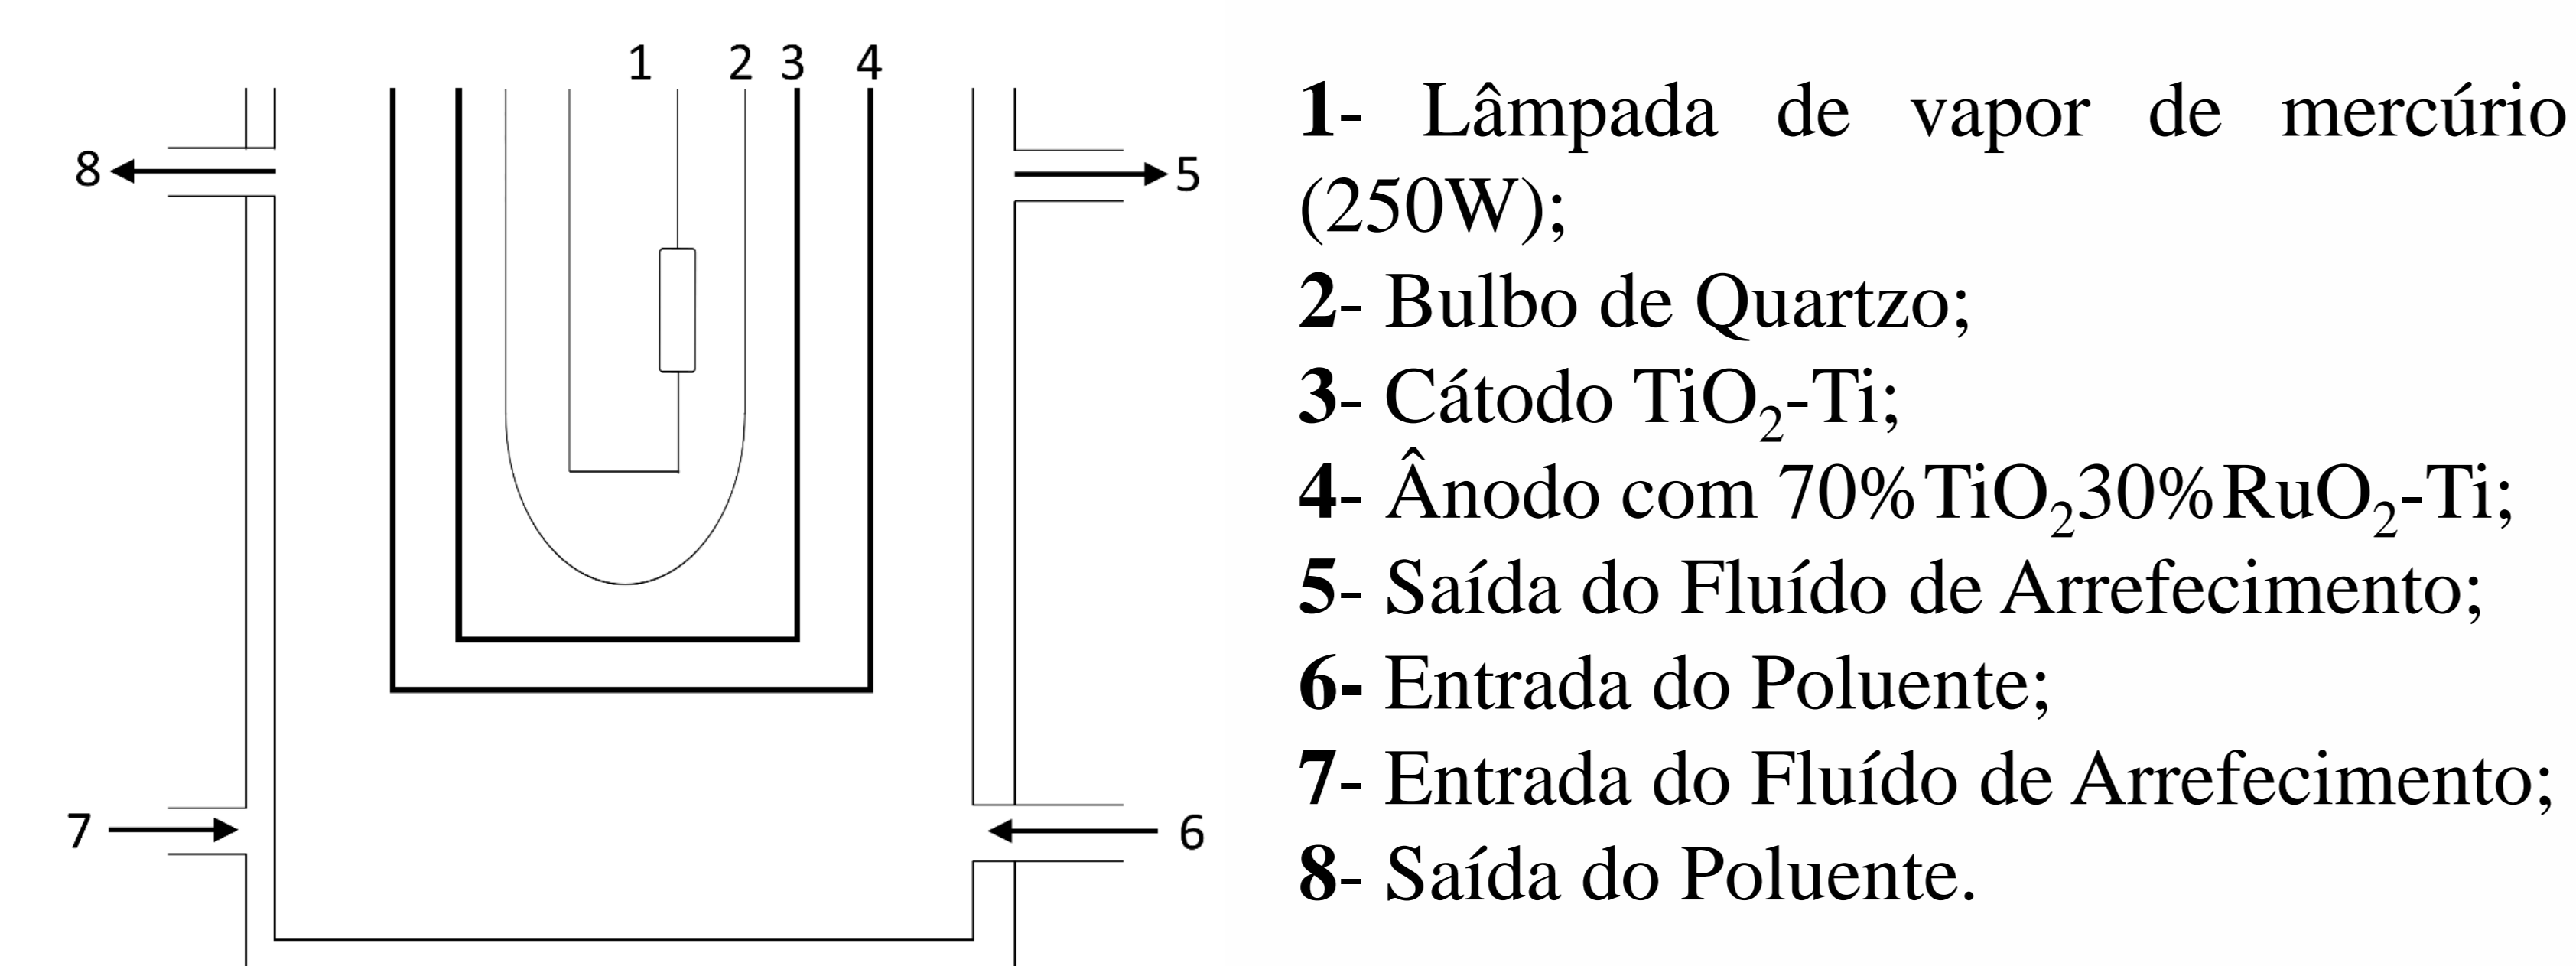 1 2 3 4
8
5
7
6
1- Lâmpada de vapor de mercúrio
(250W);
2- Bulbo de Quartzo;
3- Cátodo TiO₂-Ti;
4- Ânodo com 70%TiO₂30%RuO₂-Ti;
5- Saída do Fluído de Arrefecimento;
6- Entrada do Poluente;
7- Entrada do Fluído de Arrefecimento;
8- Saída do Poluente.